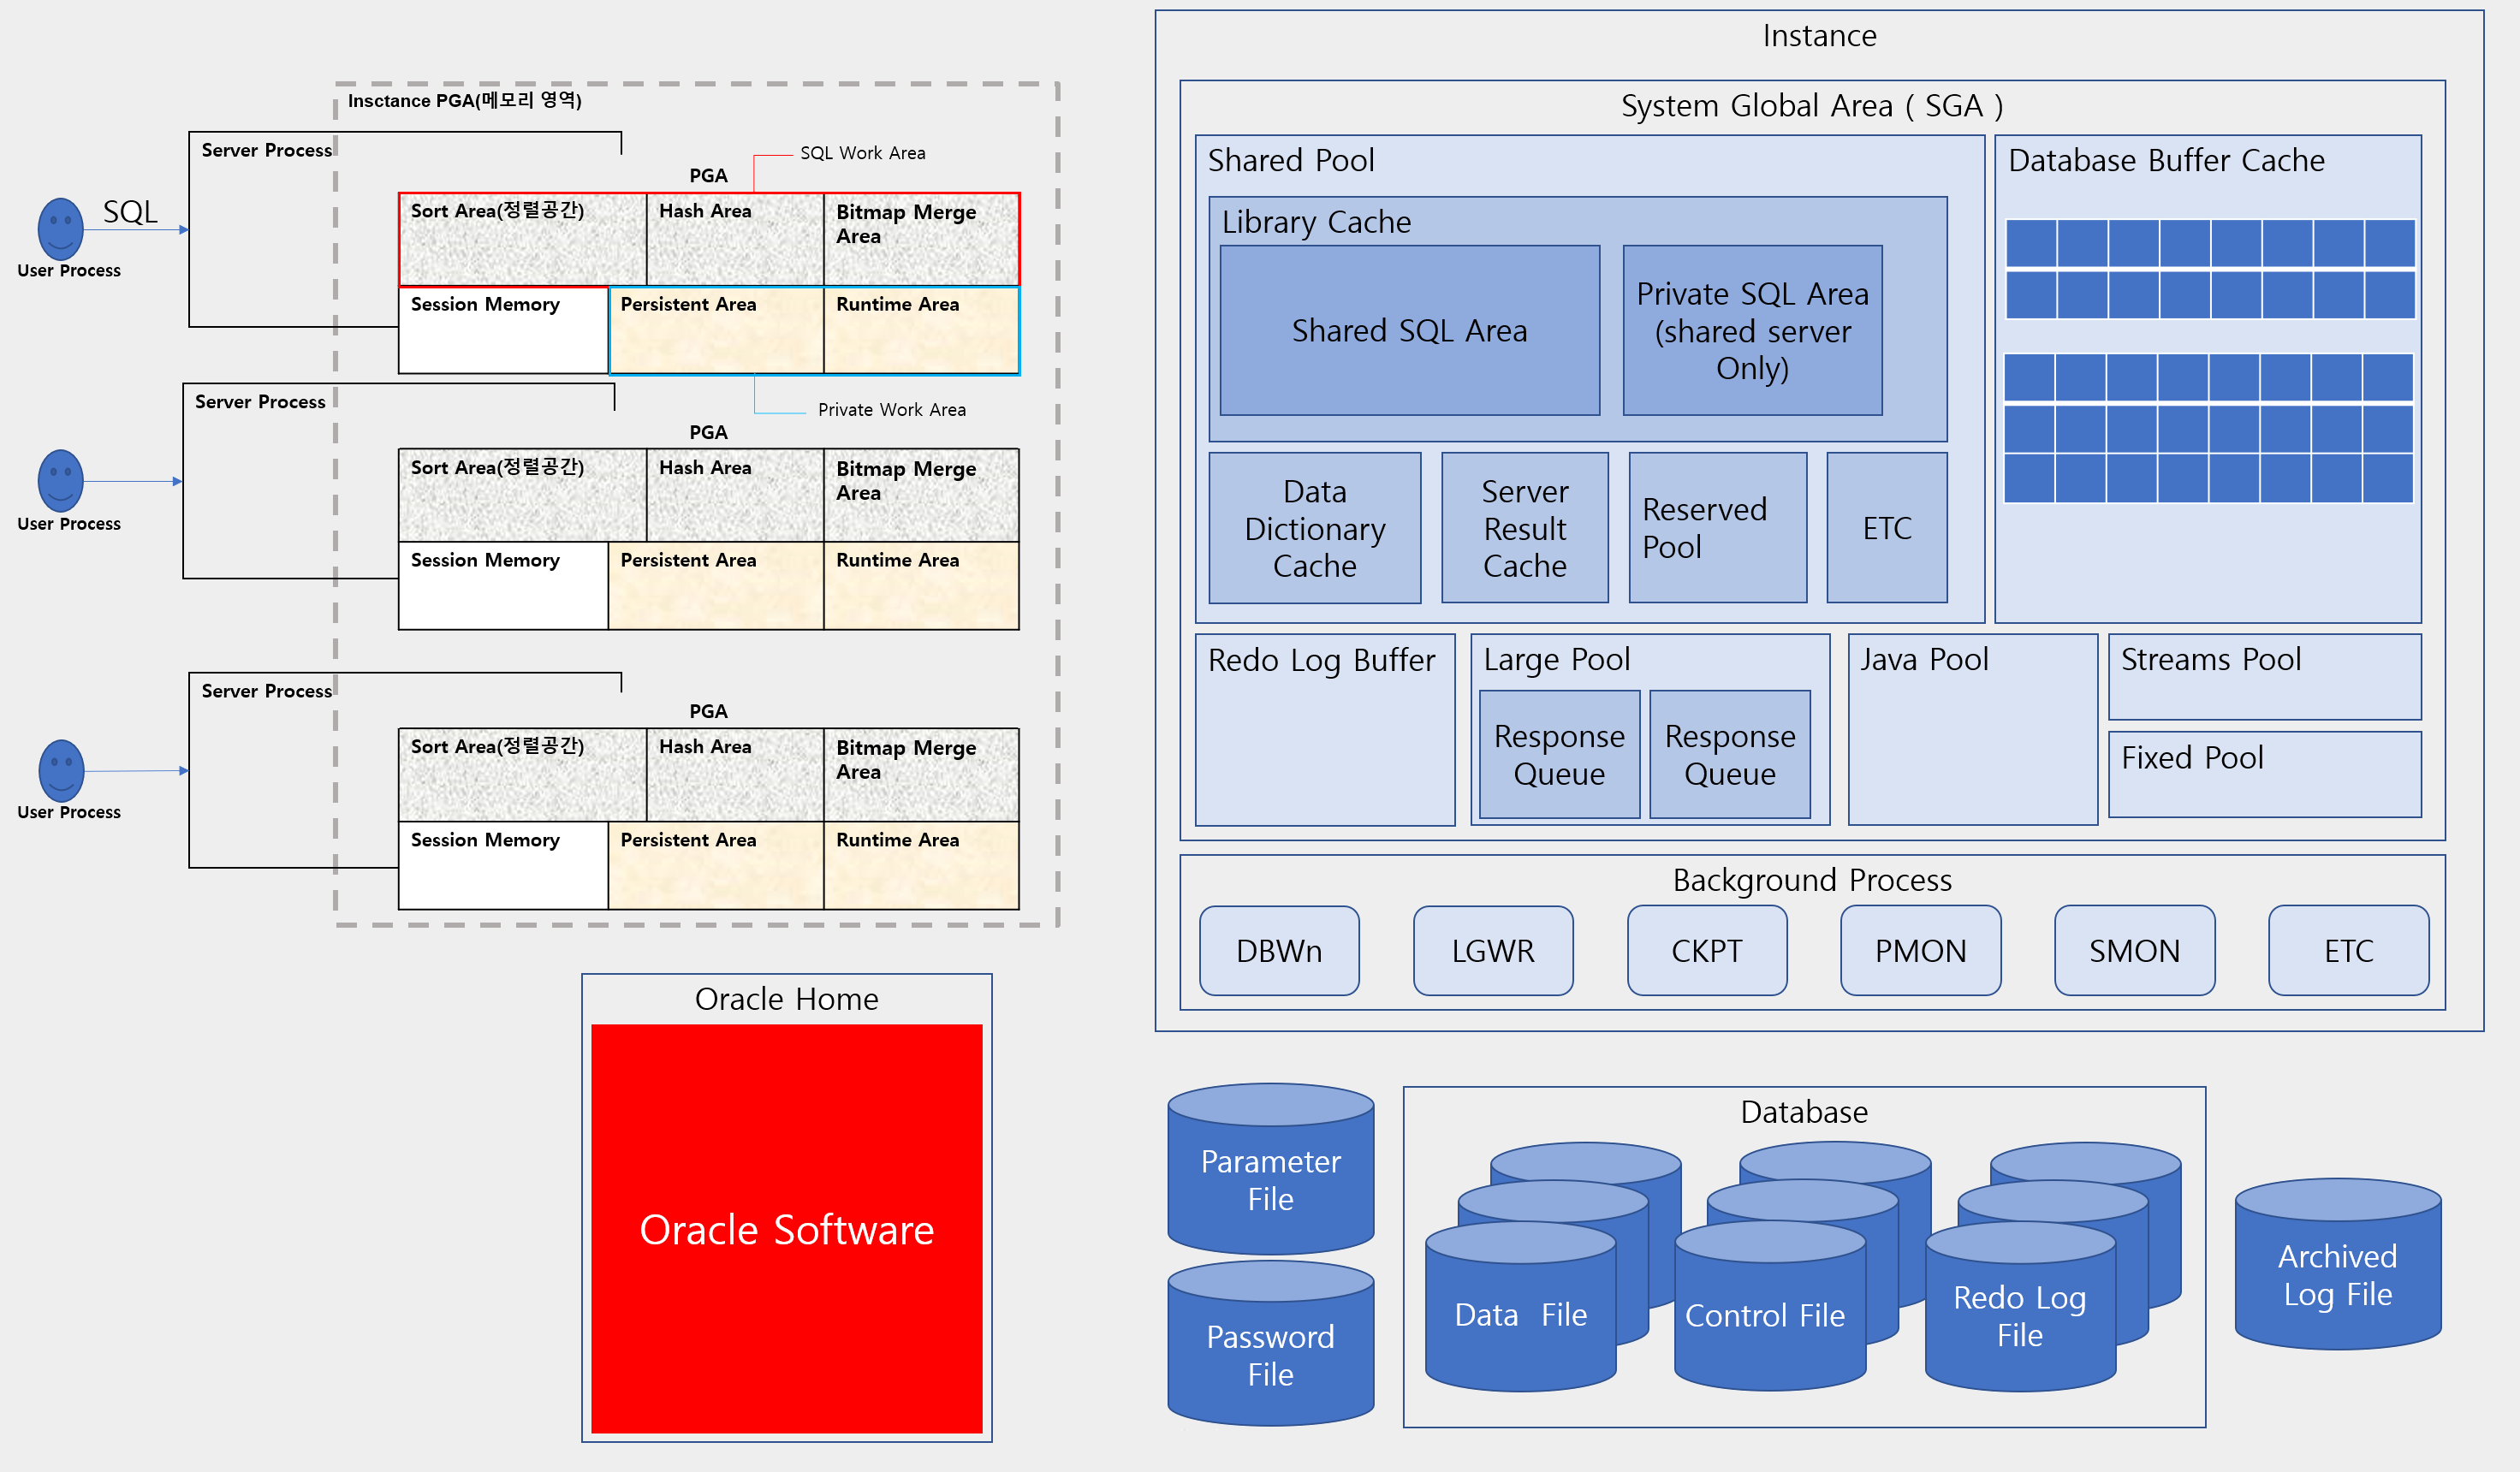 Insctance PGA(메모리 영역)
Server Process
SQL Work Area
PGA
SQL
User Process
Sort Area(정렬공간)
Hash Area
Bitmap Merge
Area
Session Memory
Persistent Area
Runtime Area
Server Process
Private Work Area
PGA
User Process
Sort Area(정렬공간)
Hash Area
Bitmap Merge
Area
Session Memory
Persistent Area
Runtime Area
Server Process
PGA
User Process
Sort Area(정렬공간)
Hash Area
Bitmap Merge
Area
Session Memory
Persistent Area
Runtime Area
Oracle Home
Oracle Software
Instance
System Global Area ( SGA )
Shared Pool
Library Cache
Shared SQL Area
Private SQL Area
(shared server
Only)
Data
Dictionary
Cache
Server
Result
Cache
Reserved
Pool
ETC
Database Buffer Cache
Redo Log Buffer
Large Pool
Response
Queue
Response
Queue
Java Pool
Streams Pool
Fixed Pool
Background Process
DBWn
LGWR
CKPT
PMON
SMON
ETC
Parameter
File
Password
File
Database
Data  File
Control File
Redo Log
File
Archived
Log File